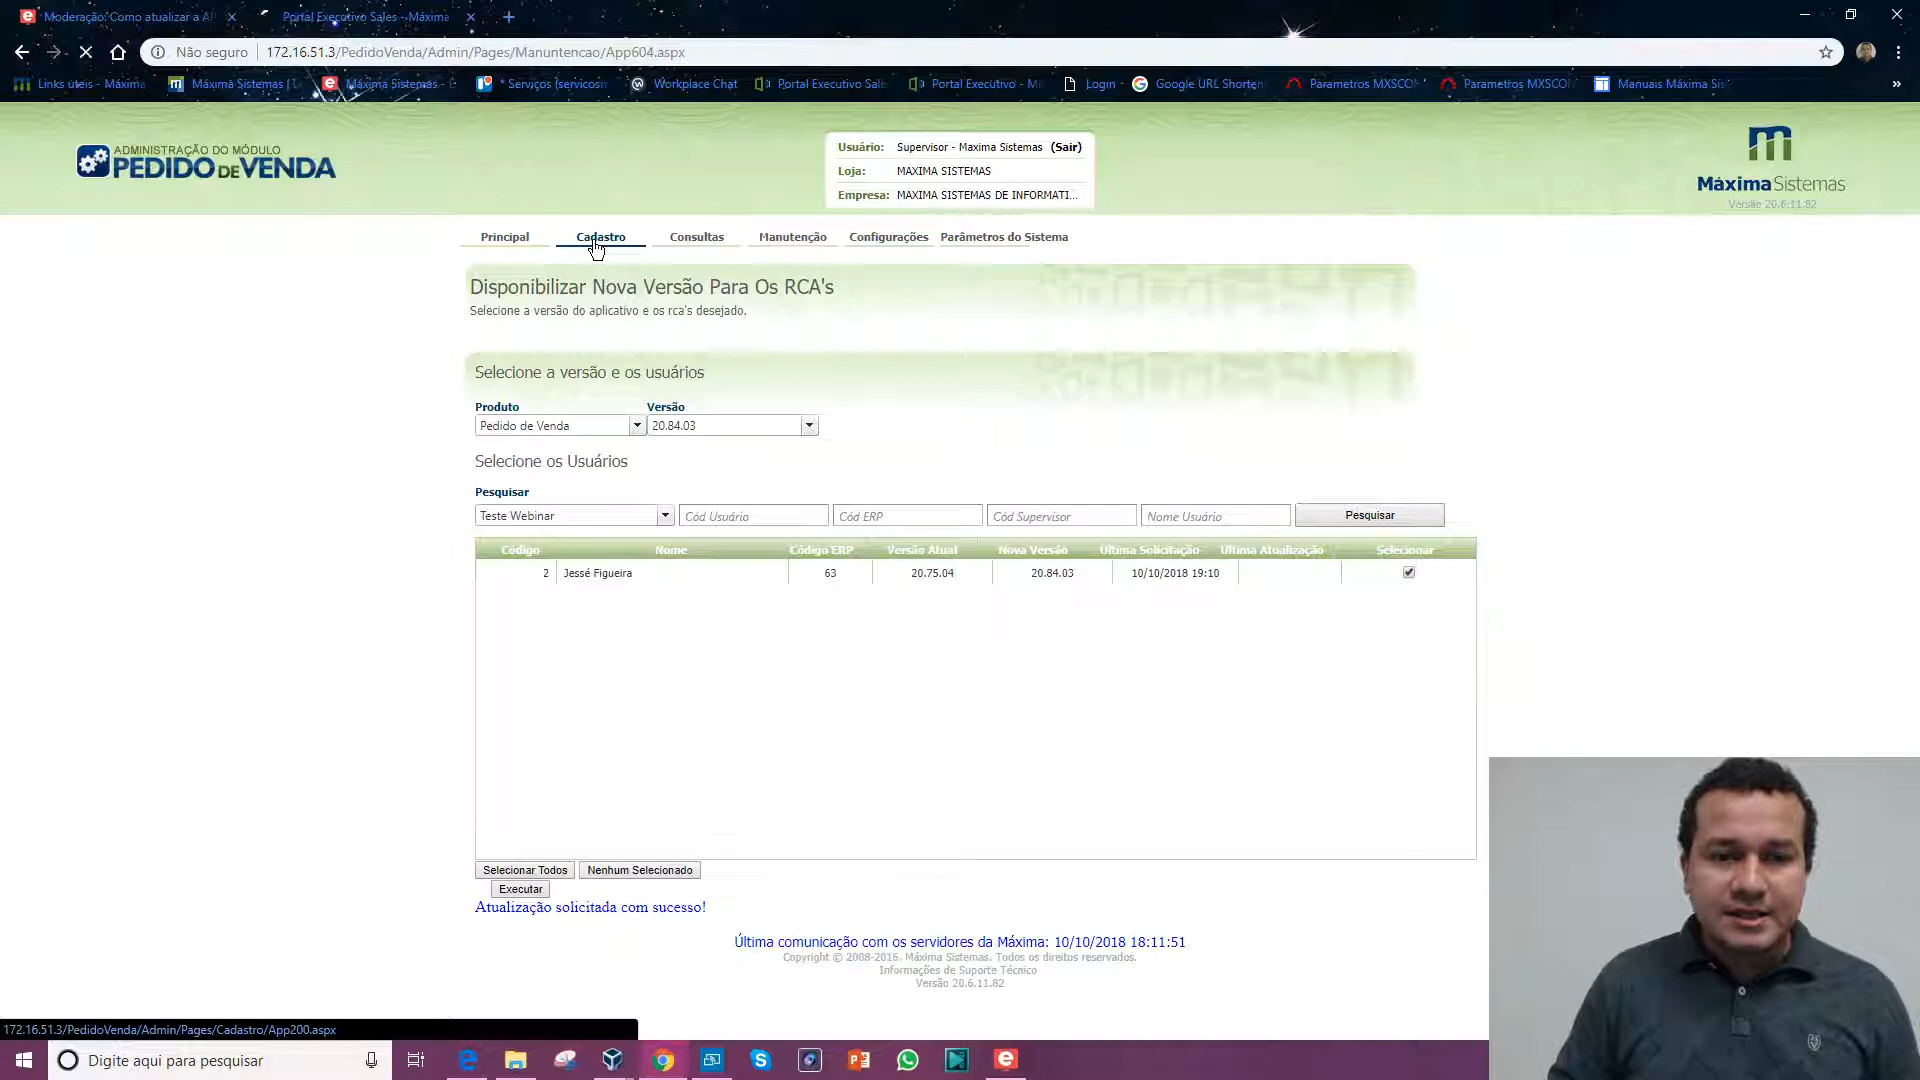 Moderação: Como atualizar a AP
Portal Executivo Sales - Máxima
Não seguro
172.16.51.3/PedidoVenda/Admin/Pages/Manuntencao/App604.aspx
Links úteis - Máxima
Máxima Sistemas | I
Máxima Sistemas - E
* Serviços (servicosm
Workplace Chat
Portal Executivo Sale
Portal Executivo - M
Login
Google URL Shorten
Parametros MXSCON
Parametros MXSCON
Manuais Máxima Sis
ADMINISTRAÇÃO DO MÓDULO
PEDIDO DE VENDA
Usuário: Supervisor - Maxima Sistemas (Sair)
Loja: MAXIMA SISTEMAS
Empresa: MAXIMA SISTEMAS DE INFORMATI...
Máxima Sistemas
Versão 20.6.11.82
Principal
Cadastro
Consultas
Manutenção
Configurações
Parâmetros do Sistema
Disponibilizar Nova Versão Para Os RCA's
Selecione a versão do aplicativo e os rca's desejado.
Selecione a versão e os usuários
Produto Versão
Pedido de Venda 20.84.03
Selecione os Usuários
Pesquisar
Teste Webinar Cód Usuário Cód ERP Cód Supervisor Nome Usuário Pesquisar
Código Nome Código ERP Versão Atual Nova Versão Última Solicitação Última Atualização Selecionar
2 Jessé Figueira 63 20.75.04 20.84.03 10/10/2018 19:10
Selecionar Todos Nenhum Selecionado
Executar
Atualização solicitada com sucesso!
Última comunicação com os servidores da Máxima: 10/10/2018 18:11:51
Copyright © 2008-2016. Máxima Sistemas. Todos os direitos reservados.
Informações de Suporte Técnico
Versão 20.6.11.82
172.16.51.3/PedidoVenda/Admin/Pages/Cadastro/App200.aspx
Digite aqui para pesquisar